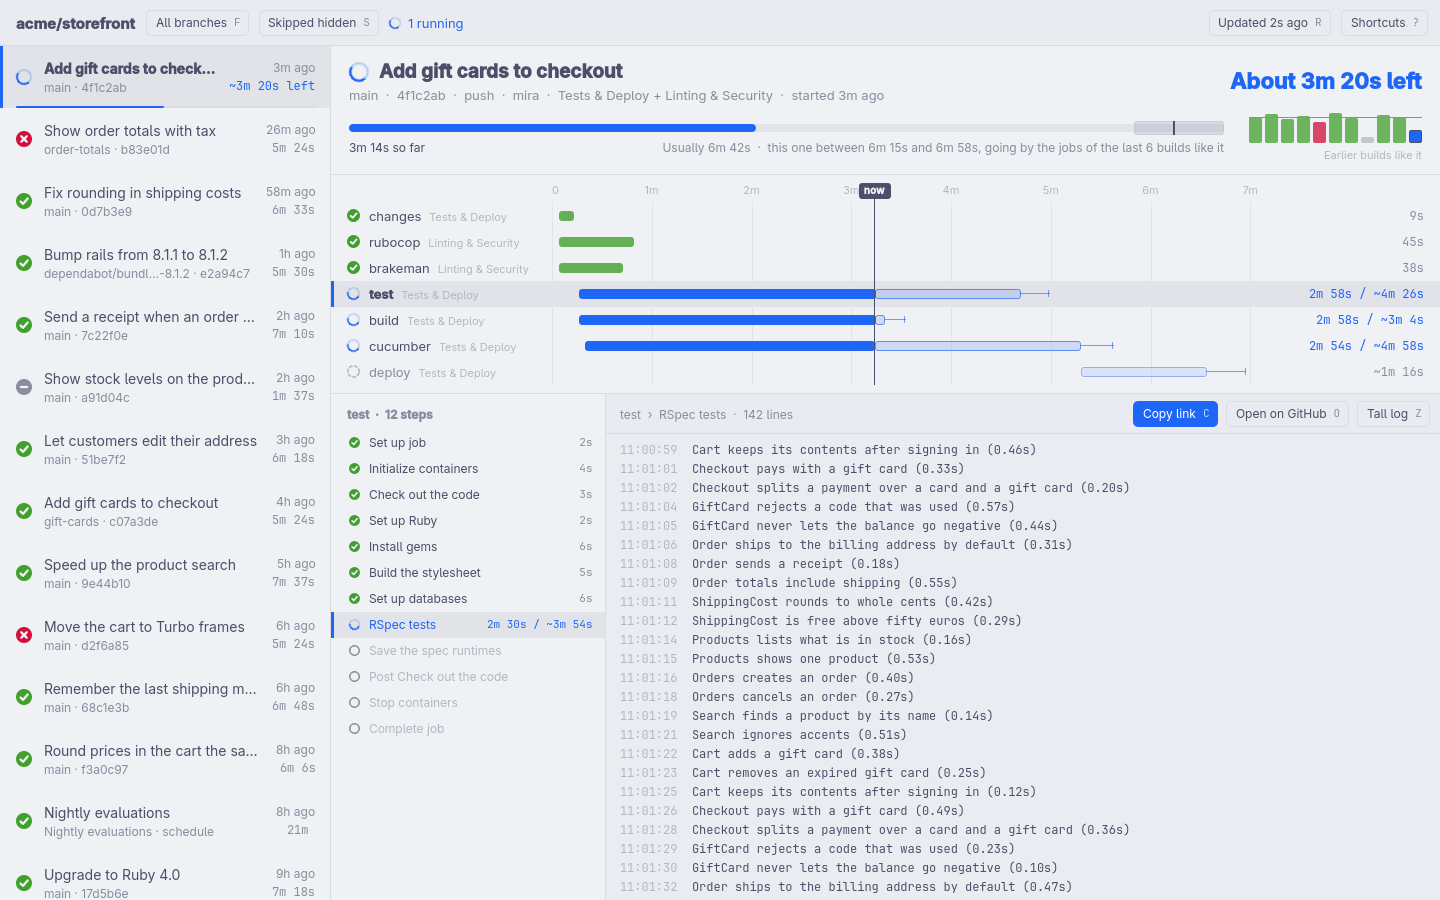 acme/storefront All branches F Skipped hidden S 1 running Updated 2s ago R Shortcuts ?
Add gift cards to check... 3m ago
main · 4f1c2ab ~3m 20s left
Show order totals with tax 26m ago
order-totals · b83e01d 5m 24s
Fix rounding in shipping costs 58m ago
main · 0d7b3e9 6m 33s
Bump rails from 8.1.1 to 8.1.2 1h ago
dependabot/bundl...-8.1.2 · e2a94c7 5m 30s
Send a receipt when an order ... 2h ago
main · 7c22f0e 7m 10s
Show stock levels on the prod... 2h ago
main · a91d04c 1m 37s
Let customers edit their address 3h ago
main · 51be7f2 6m 18s
Add gift cards to checkout 4h ago
gift-cards · c07a3de 5m 24s
Speed up the product search 5h ago
main · 9e44b10 7m 37s
Move the cart to Turbo frames 6h ago
main · d2f6a85 5m 24s
Remember the last shipping m... 6h ago
main · 68c1e3b 6m 48s
Round prices in the cart the sa... 8h ago
main · f3a0c97 6m 6s
Nightly evaluations 8h ago
Nightly evaluations · schedule 21m
Upgrade to Ruby 4.0 9h ago
main · 17d5b6e 7m 18s
Add gift cards to checkout
main · 4f1c2ab · push · mira · Tests & Deploy + Linting & Security · started 3m ago
About 3m 20s left
3m 14s so far Usually 6m 42s · this one between 6m 15s and 6m 58s, going by the jobs of the last 6 builds like it
Earlier builds like it
0 1m 2m 3m now 4m 5m 6m 7m
changes Tests & Deploy 9s
rubocop Linting & Security 45s
brakeman Linting & Security 38s
test Tests & Deploy 2m 58s / ~4m 26s
build Tests & Deploy 2m 58s / ~3m 4s
cucumber Tests & Deploy 2m 54s / ~4m 58s
deploy Tests & Deploy ~1m 16s
test · 12 steps
Set up job 2s
Initialize containers 4s
Check out the code 3s
Set up Ruby 2s
Install gems 6s
Build the stylesheet 5s
Set up databases 6s
RSpec tests 2m 30s / ~3m 54s
Save the spec runtimes
Post Check out the code
Stop containers
Complete job
test › RSpec tests · 142 lines Copy link C Open on GitHub O Tall log Z
11:00:59 Cart keeps its contents after signing in (0.46s)
11:01:01 Checkout pays with a gift card (0.33s)
11:01:02 Checkout splits a payment over a card and a gift card (0.20s)
11:01:04 GiftCard rejects a code that was used (0.57s)
11:01:05 GiftCard never lets the balance go negative (0.44s)
11:01:06 Order ships to the billing address by default (0.31s)
11:01:08 Order sends a receipt (0.18s)
11:01:09 Order totals include shipping (0.55s)
11:01:11 ShippingCost rounds to whole cents (0.42s)
11:01:12 ShippingCost is free above fifty euros (0.29s)
11:01:14 Products lists what is in stock (0.16s)
11:01:15 Products shows one product (0.53s)
11:01:16 Orders creates an order (0.40s)
11:01:18 Orders cancels an order (0.27s)
11:01:19 Search finds a product by its name (0.14s)
11:01:21 Search ignores accents (0.51s)
11:01:22 Cart adds a gift card (0.38s)
11:01:23 Cart removes an expired gift card (0.25s)
11:01:25 Cart keeps its contents after signing in (0.12s)
11:01:26 Checkout pays with a gift card (0.49s)
11:01:28 Checkout splits a payment over a card and a gift card (0.36s)
11:01:29 GiftCard rejects a code that was used (0.23s)
11:01:30 GiftCard never lets the balance go negative (0.10s)
11:01:32 Order ships to the billing address by default (0.47s)